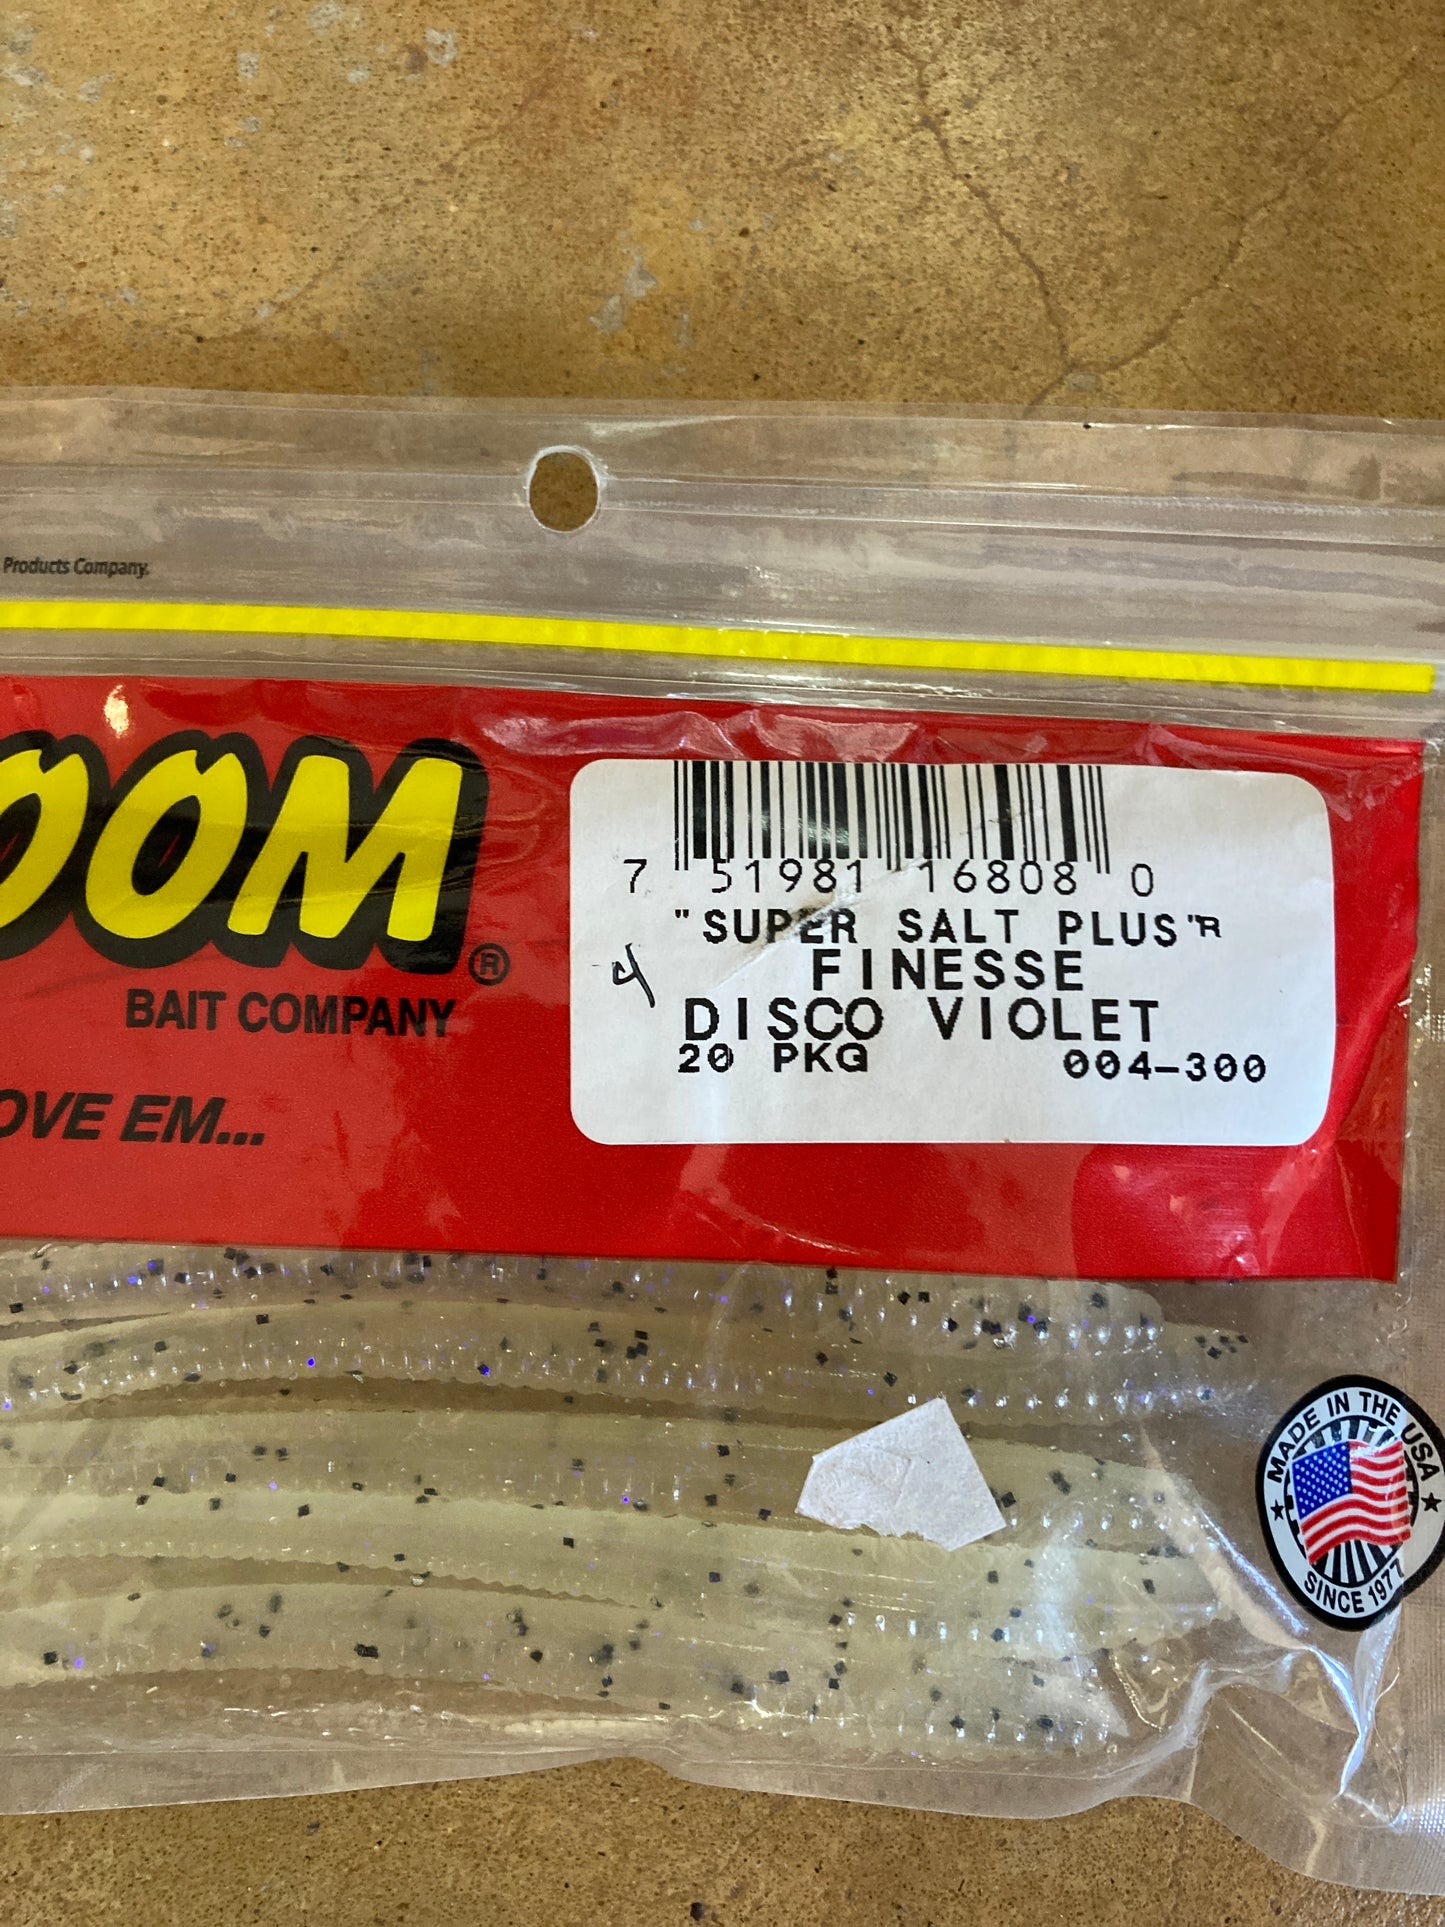 Products Company.
OOM®
BAIT COMPANY
OVE EM...
7 51981 16808 0
"SUPER SALT PLUS"R
4
FINESSE
DISCO VIOLET
20 PKG 004-300
MADE IN THE USA
SINCE 1977